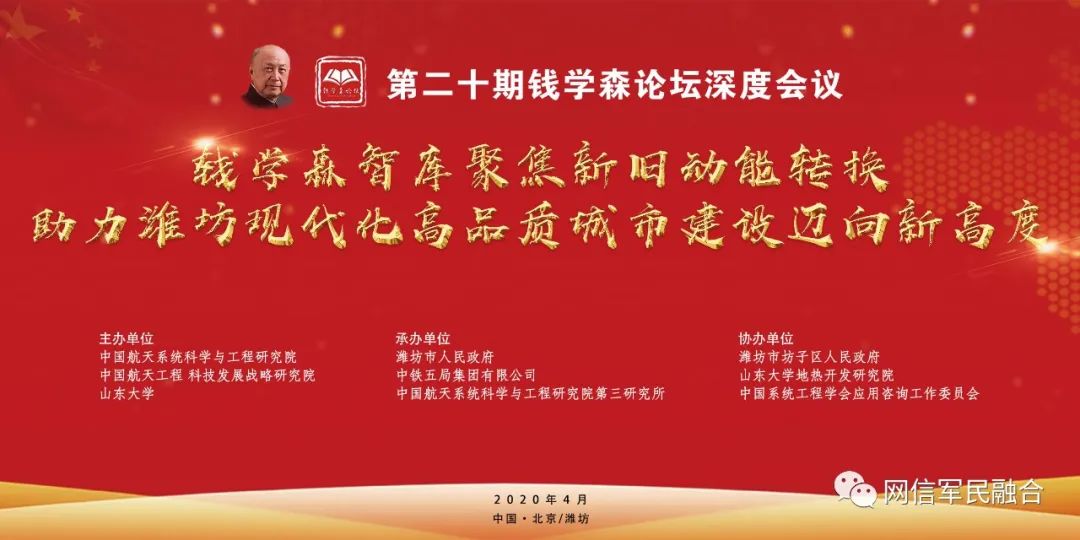 钱学森论坛
第二十期钱学森论坛深度会议
钱学森智库聚焦新旧动能转换
助力潍坊现代化高品质城市建设迈向新高度
主办单位
中国航天系统科学与工程研究院
中国航天工程 科技发展战略研究院
山东大学
承办单位
潍坊市人民政府
中铁五局集团有限公司
中国航天系统科学与工程研究院第三研究所
协办单位
潍坊市坊子区人民政府
山东大学地热开发研究院
中国系统工程学会应用咨询工作委员会
2020年4月
中国·北京/潍坊
网信军民融合